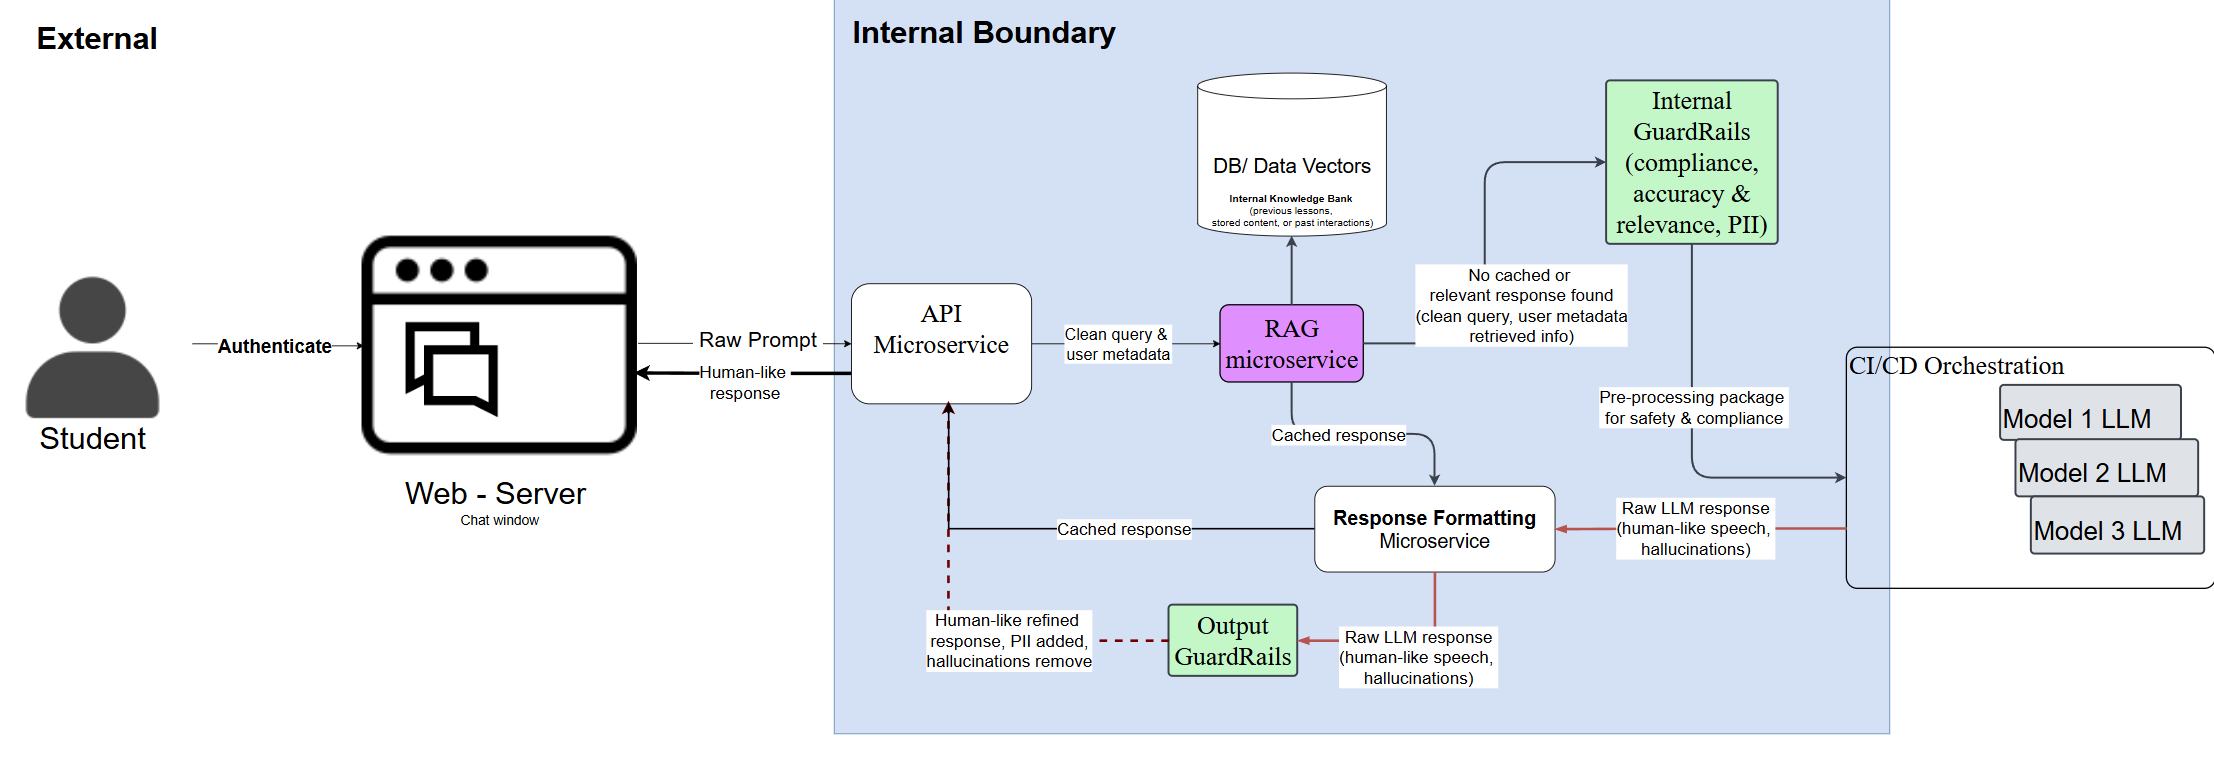 External
Internal Boundary
DB/ Data Vectors
Internal Knowledge Bank
(previous lessons,
stored content, or past interactions)
Internal
GuardRails
(compliance,
accuracy &
relevance, PII)
Student
Authenticate
Web - Server
Chat window
Raw Prompt
Human-like
response
API
Microservice
Clean query &
user metadata
RAG
microservice
No cached or
relevant response found
(clean query, user metadata
retrieved info)
Pre-processing package
for safety & compliance
CI/CD Orchestration
Model 1 LLM
Model 2 LLM
Model 3 LLM
Cached response
Response Formatting
Microservice
Raw LLM response
(human-like speech,
hallucinations)
Cached response
Human-like refined
response, PII added,
hallucinations remove
Output
GuardRails
Raw LLM response
(human-like speech,
hallucinations)